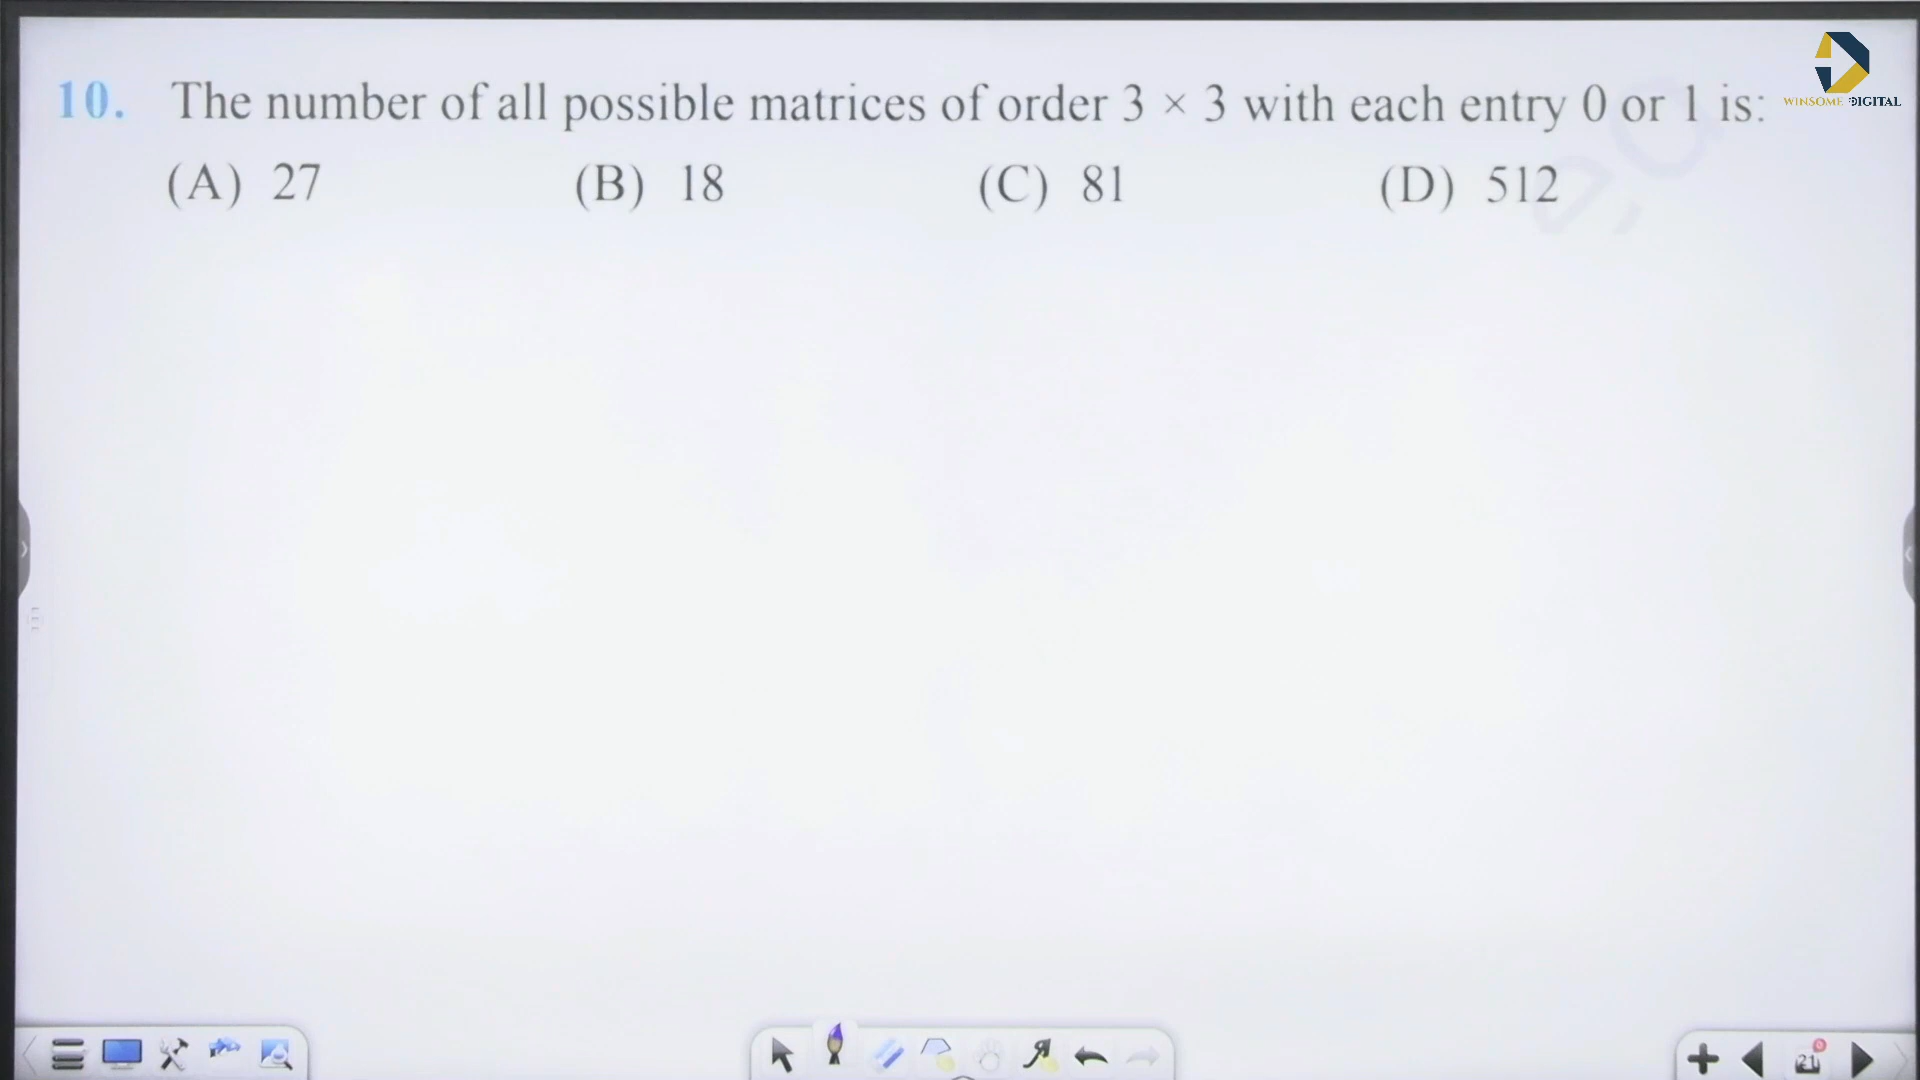 WINSOME DIGITAL
10. The number of all possible matrices of order 3 × 3 with each entry 0 or 1 is:
(A) 27 (B) 18 (C) 81 (D) 512
21